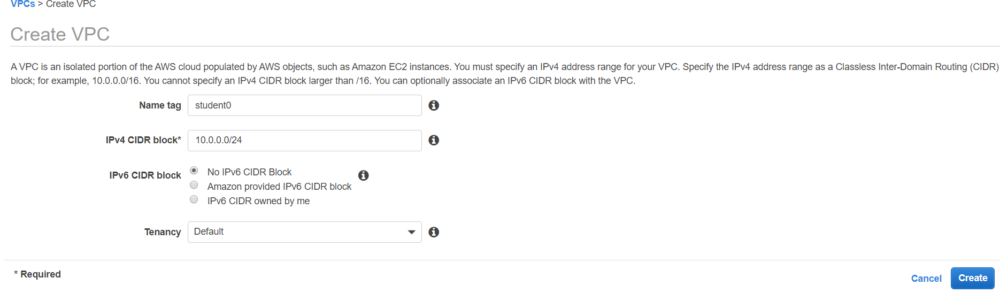 VPCs > Create VPC
Create VPC
A VPC is an isolated portion of the AWS cloud populated by AWS objects, such as Amazon EC2 instances. You must specify an IPv4 address range for your VPC. Specify the IPv4 address range as a Classless Inter-Domain Routing (CIDR)
block; for example, 10.0.0.0/16. You cannot specify an IPv4 CIDR block larger than /16. You can optionally associate an IPv6 CIDR block with the VPC.
Name tag student0
IPv4 CIDR block* 10.0.0.0/24
IPv6 CIDR block No IPv6 CIDR Block
Amazon provided IPv6 CIDR block
IPv6 CIDR owned by me
Tenancy Default
* Required
Cancel Create